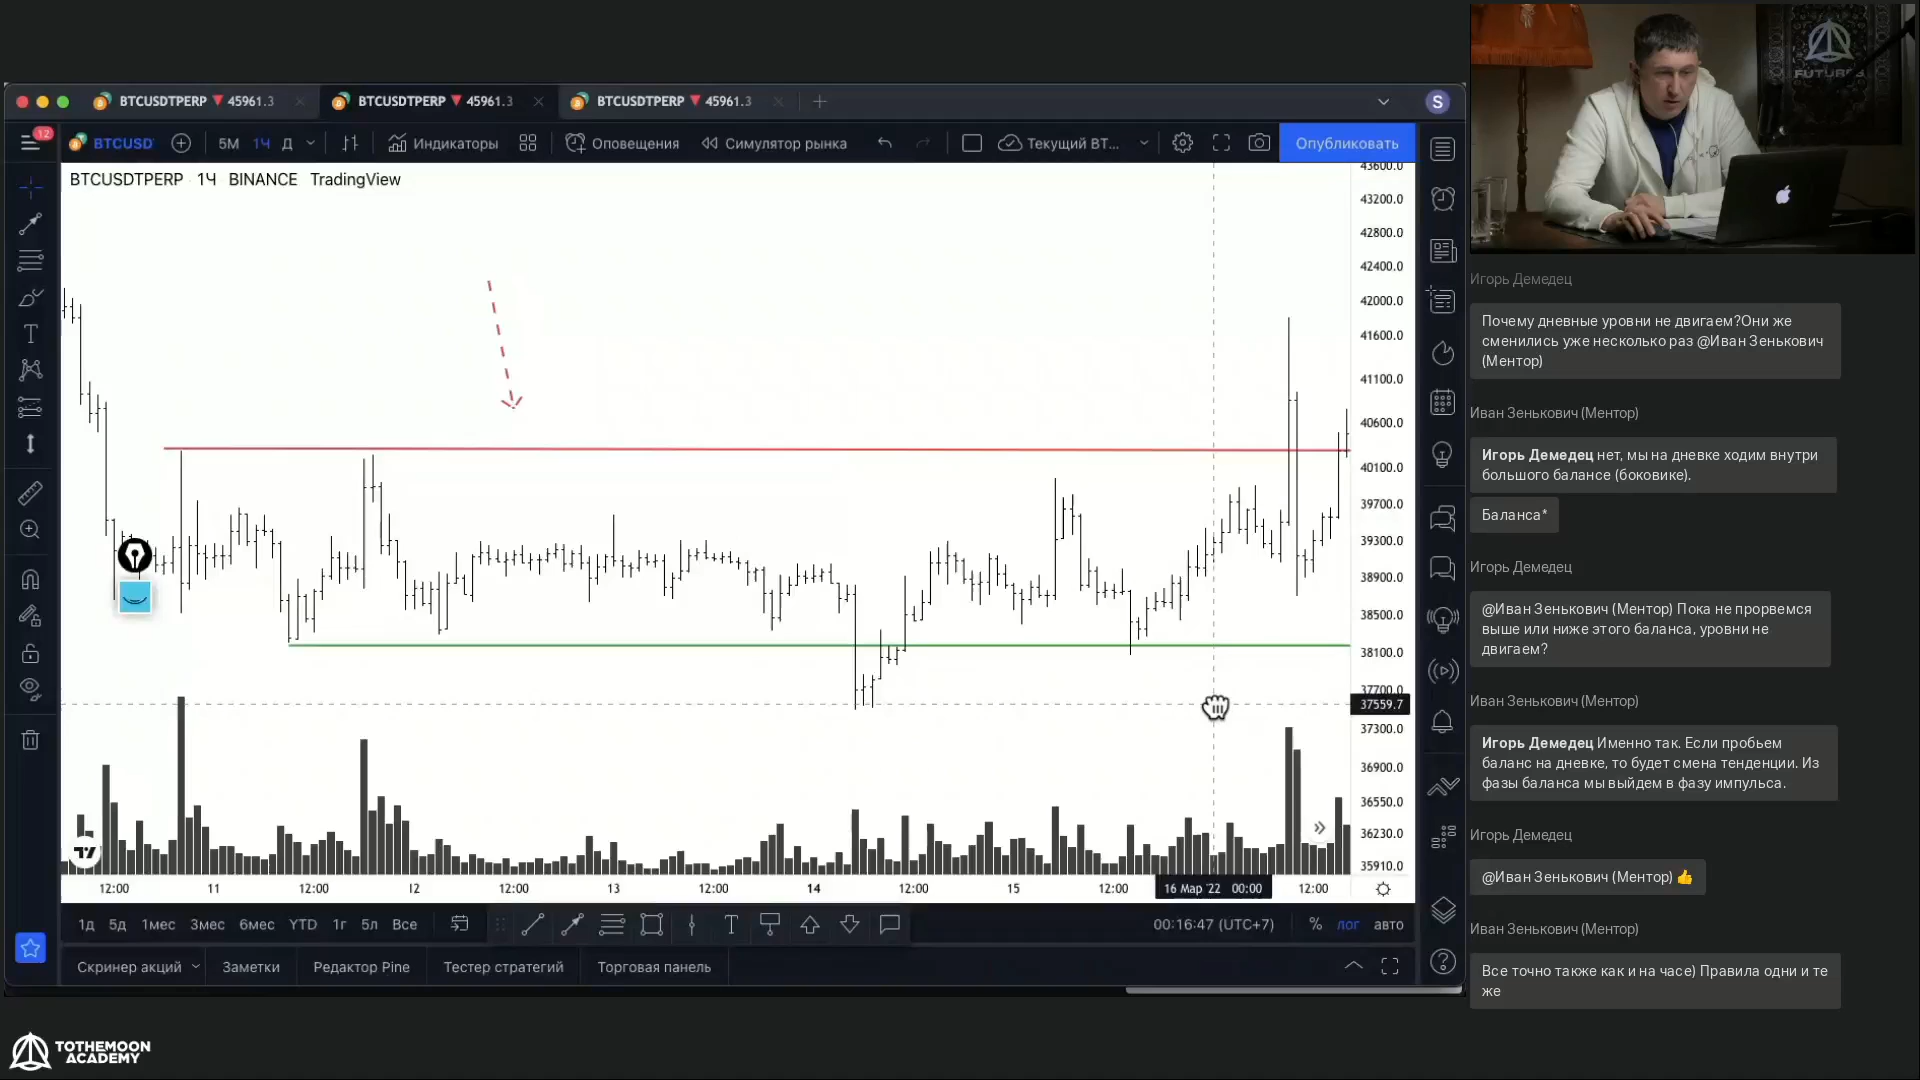 BTCUSDTPERP ▼ 45961.3
BTCUSDTPERP ▼ 45961.3
BTCUSDTPERP ▼ 45961.3
S
12
BTCUSD
5М
1Ч
Д
Индикаторы
Оповещения
Симулятор рынка
Текущий BT...
Опубликовать
BTCUSDTPERP 1Ч BINANCE TradingView
43600.0
43200.0
42800.0
42400.0
42000.0
41600.0
41100.0
40600.0
40100.0
39700.0
39300.0
38900.0
38500.0
38100.0
37700.0
37559.7
37300.0
36900.0
36550.0
36230.0
35910.0
12:00
11
12:00
12
12:00
13
12:00
14
12:00
15
12:00
16 Мар '22 00:00
12:00
1д
5д
1мес
3мес
6мес
YTD
1г
5л
Все
00:16:47 (UTC+7)
%
лог
авто
Скринер акций
Заметки
Редактор Pine
Тестер стратегий
Торговая панель
TOTHEMOON
ACADEMY
FUTURES
Игорь Демедец
Почему дневные уровни не двигаем?Они же
сменились уже несколько раз @Иван Зенькович
(Ментор)
Иван Зенькович (Ментор)
Игорь Демедец нет, мы на дневке ходим внутри
большого балансе (боковике).
Баланса*
Игорь Демедец
@Иван Зенькович (Ментор) Пока не прорвемся
выше или ниже этого баланса, уровни не
двигаем?
Иван Зенькович (Ментор)
Игорь Демедец Именно так. Если пробьем
баланс на дневке, то будет смена тенденции. Из
фазы баланса мы выйдем в фазу импульса.
Игорь Демедец
@Иван Зенькович (Ментор) 👍
Иван Зенькович (Ментор)
Все точно также как и на часе) Правила одни и те
же